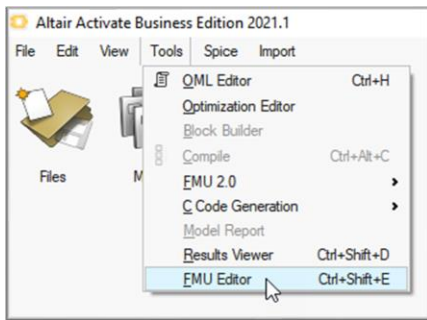 Altair Activate Business Edition 2021.1
File Edit View Tools Spice Import
OML Editor Ctrl+H
Optimization Editor
Block Builder
Compile Ctrl+Alt+C
Files M
FMU 2.0
C Code Generation
Model Report
Results Viewer Ctrl+Shift+D
FMU Editor Ctrl+Shift+E